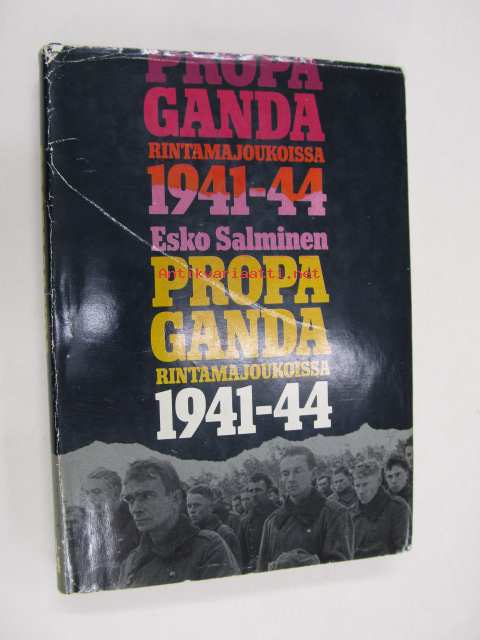 PROPA
GANDA
RINTAMAJOUKOISSA
1941-44
Esko Salminen
Antikvariaatti.net
PROPA
GANDA
RINTAMAJOUKOISSA
1941-44